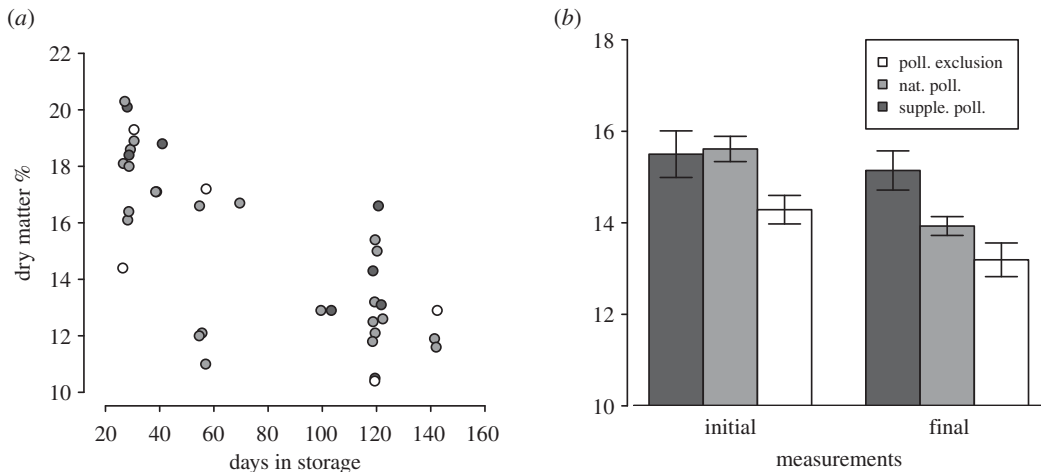 (a)
22
20
18
16
14
12
10
dry matter %
20 40 60 80 100 120 140 160
days in storage
(b)
18
16
14
12
10
poll. exclusion
nat. poll.
supple. poll.
initial final
measurements